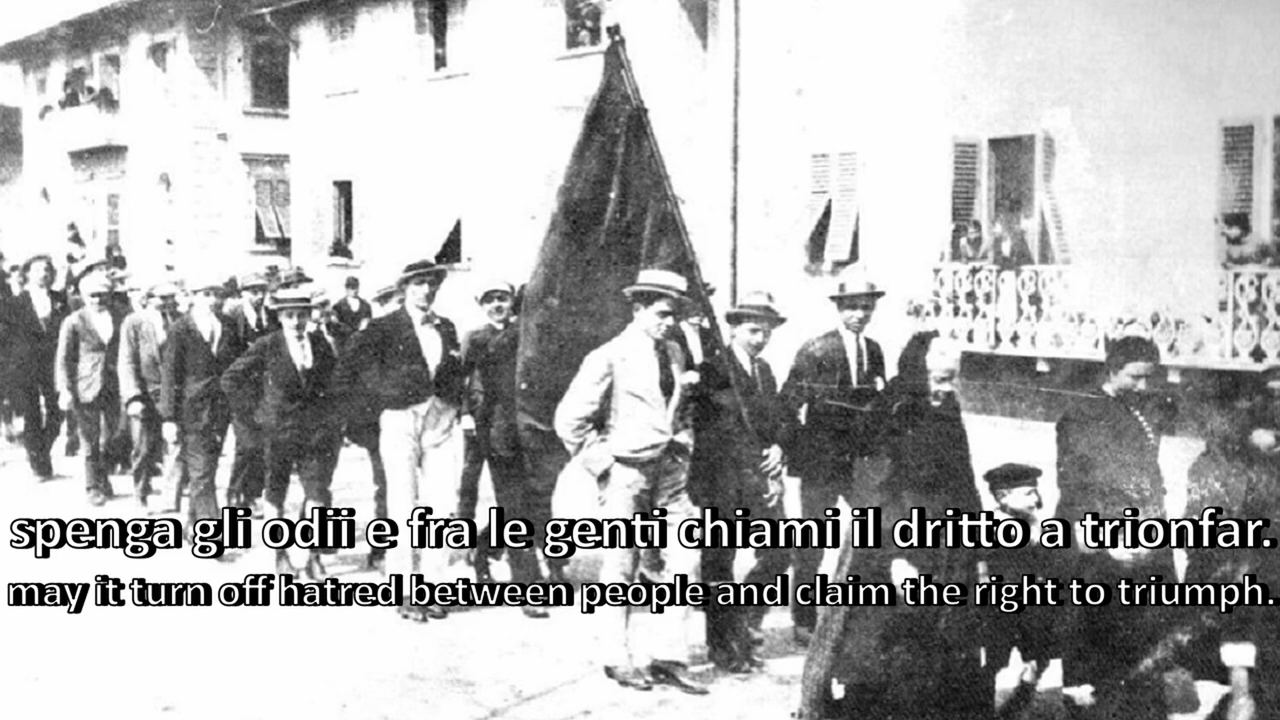 spenga gli odii e fra le genti chiami il dritto a trionfar.
may it turn off hatred between people and claim the right to triumph.